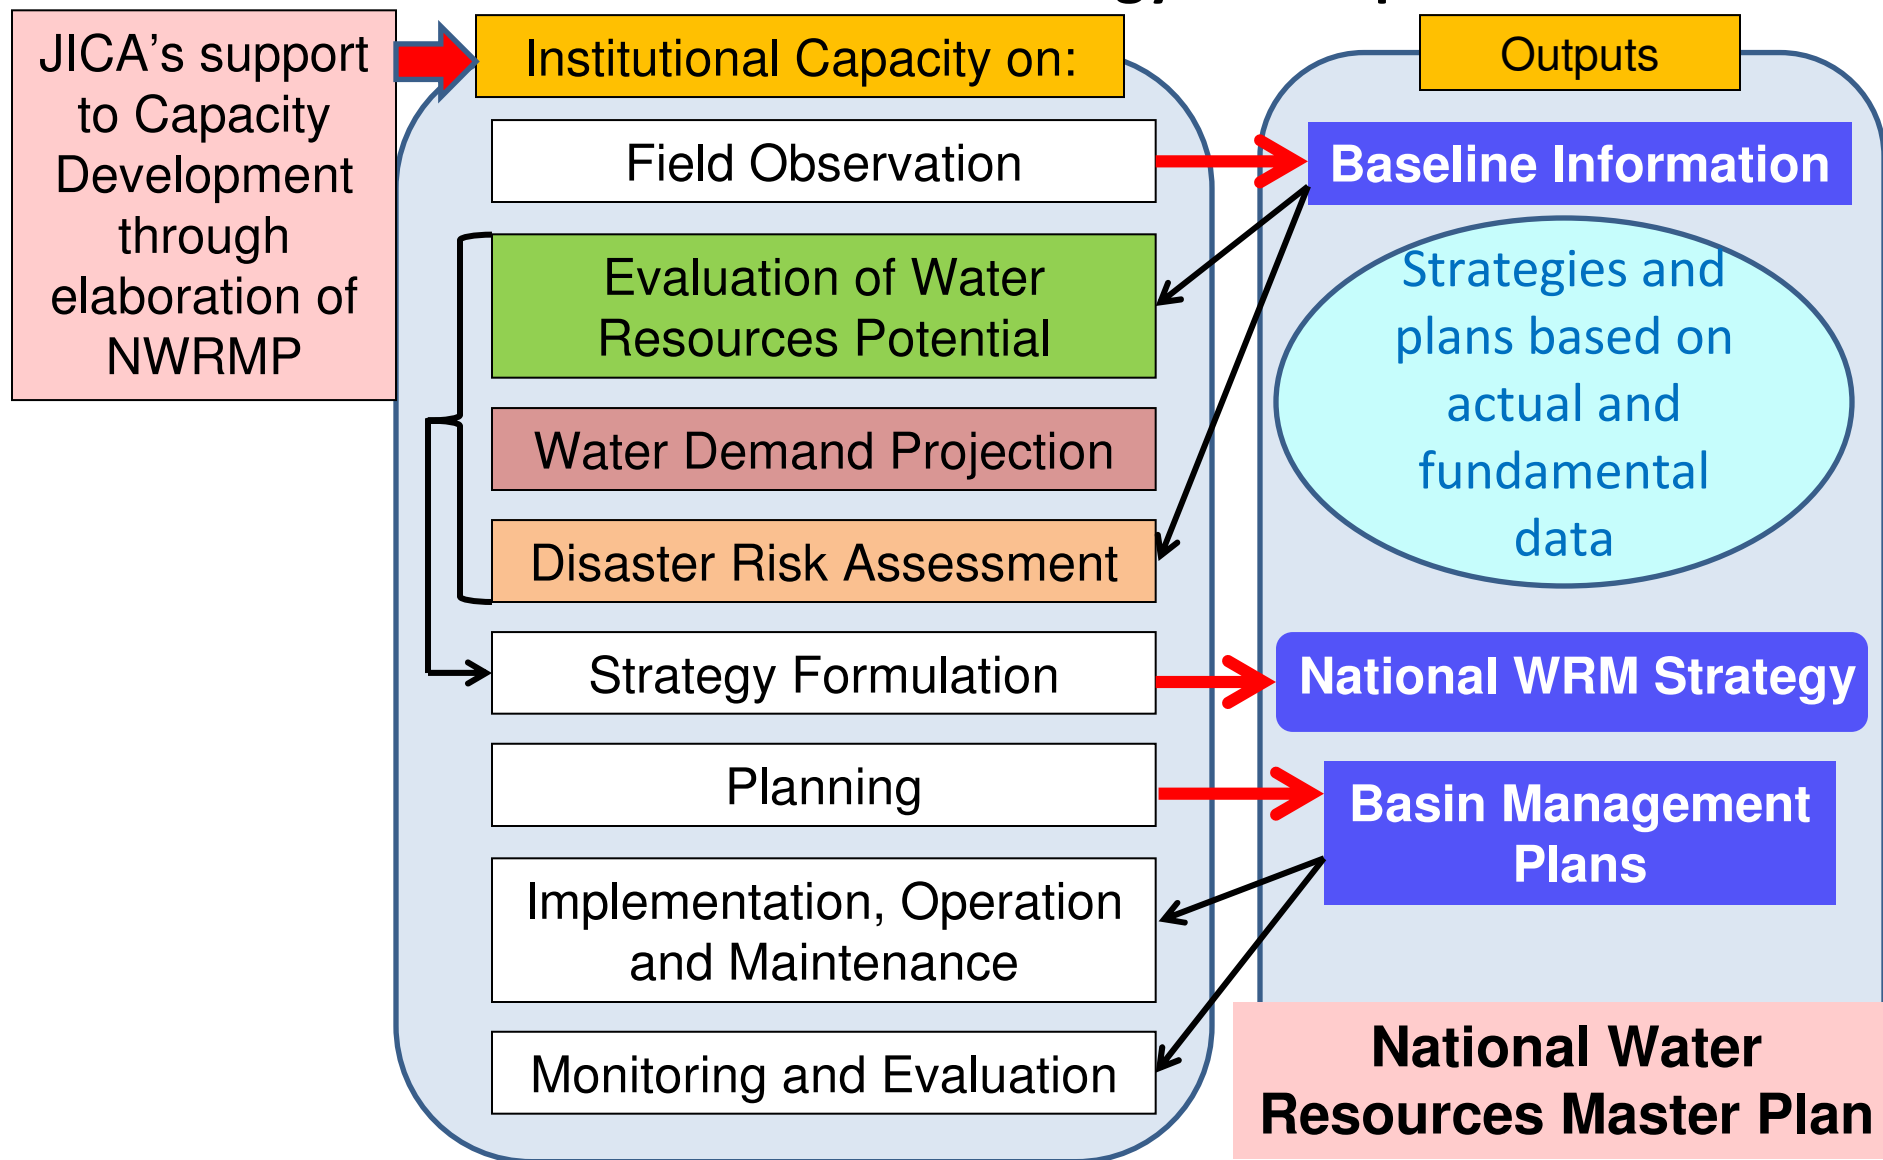 JICA's support
to Capacity
Development
through
elaboration of
NWRMP
Institutional Capacity on:
Field Observation
Evaluation of Water
Resources Potential
Water Demand Projection
Disaster Risk Assessment
Strategy Formulation
Planning
Implementation, Operation
and Maintenance
Monitoring and Evaluation
Outputs
Baseline Information
Strategies and
plans based on
actual and
fundamental
data
National WRM Strategy
Basin Management
Plans
National Water
Resources Master Plan